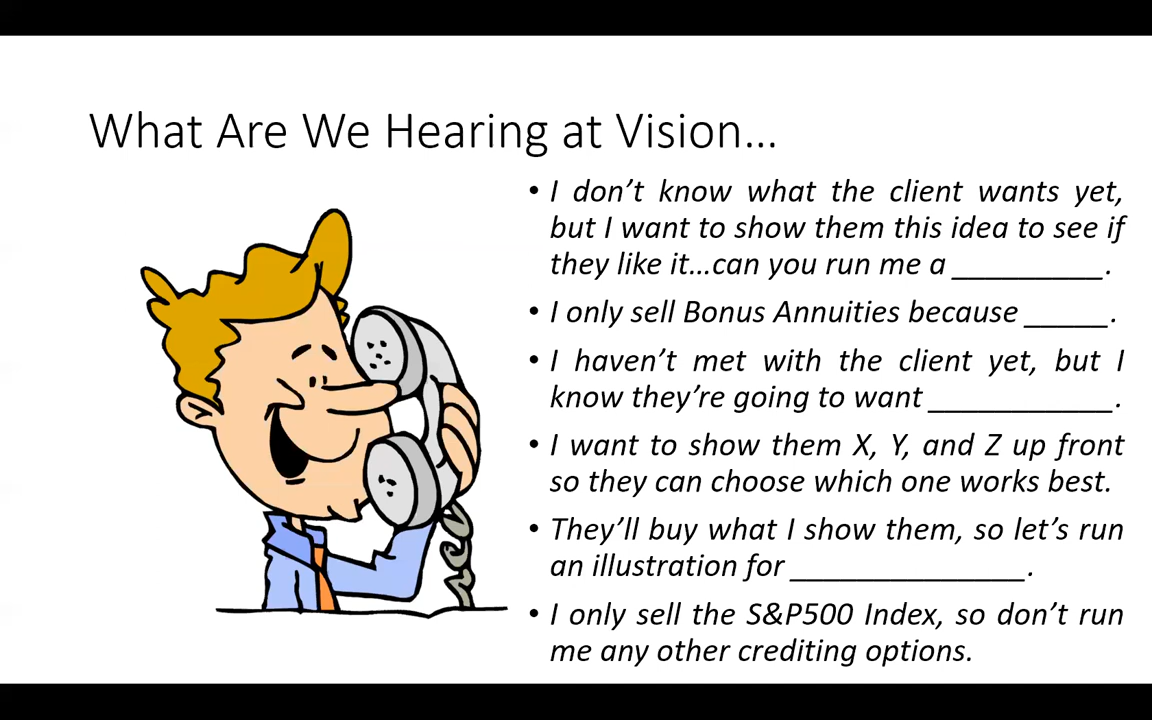 What Are We Hearing at Vision...
• I don't know what the client wants yet,
but I want to show them this idea to see if
they like it...can you run me a _________.
• I only sell Bonus Annuities because _____.
• I haven't met with the client yet, but I
know they're going to want ___________.
• I want to show them X, Y, and Z up front
so they can choose which one works best.
• They'll buy what I show them, so let's run
an illustration for ______________.
• I only sell the S&P500 Index, so don't run
me any other crediting options.